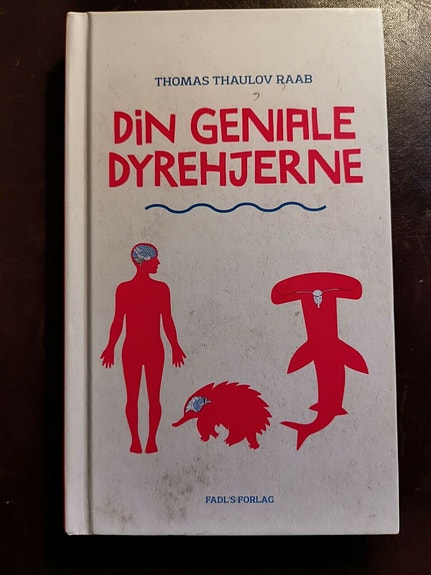 THOMAS THAULOV RAAB
DiN GENIALE
DYREHJERNE
FADL'S FORLAG